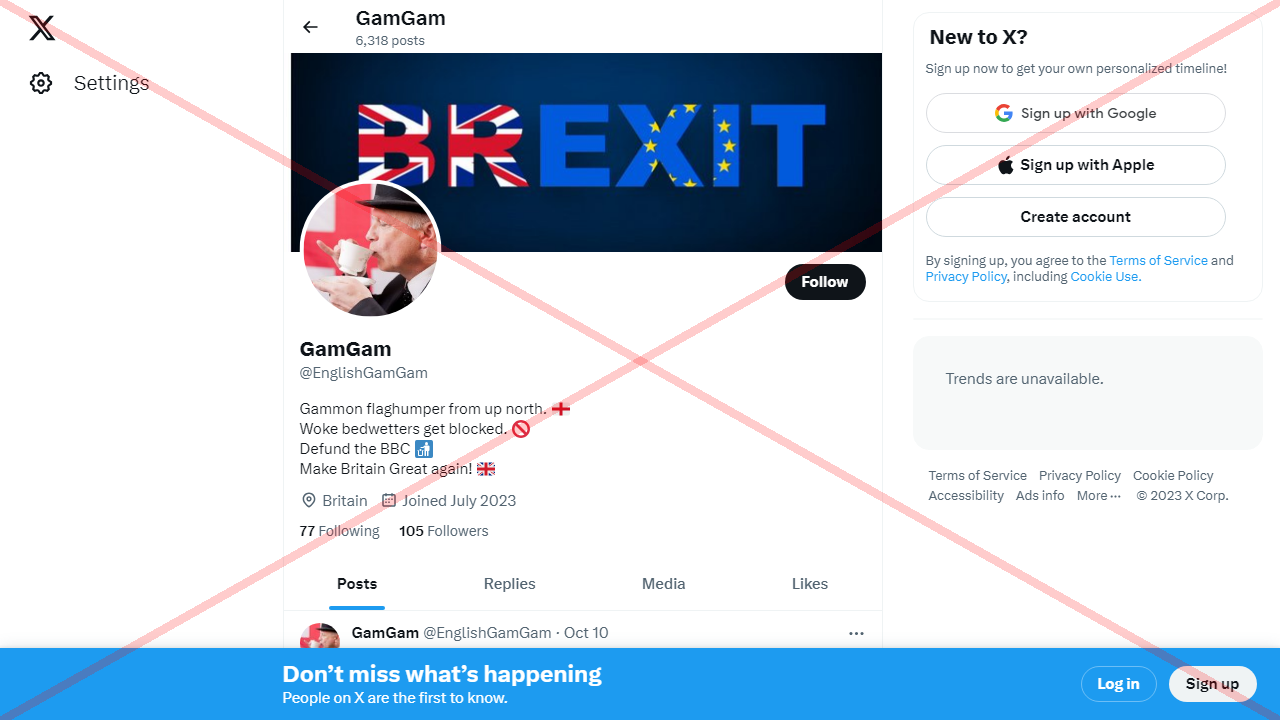 GamGam
6,318 posts
Settings
BREXIT
Follow
GamGam
@EnglishGamGam
Gammon flaghumper from up north. 🏴󠁧󠁢󠁥󠁮󠁧󠁿
Woke bedwetters get blocked. 🚫
Defund the BBC 🚮
Make Britain Great again! 🇬🇧
Britain Joined July 2023
77 Following 105 Followers
Posts Replies Media Likes
GamGam @EnglishGamGam · Oct 10
New to X?
Sign up now to get your own personalized timeline!
Sign up with Google
Sign up with Apple
Create account
By signing up, you agree to the Terms of Service and
Privacy Policy, including Cookie Use.
Trends are unavailable.
Terms of Service Privacy Policy Cookie Policy
Accessibility Ads info More ··· © 2023 X Corp.
Don’t miss what’s happening
People on X are the first to know.
Log in Sign up